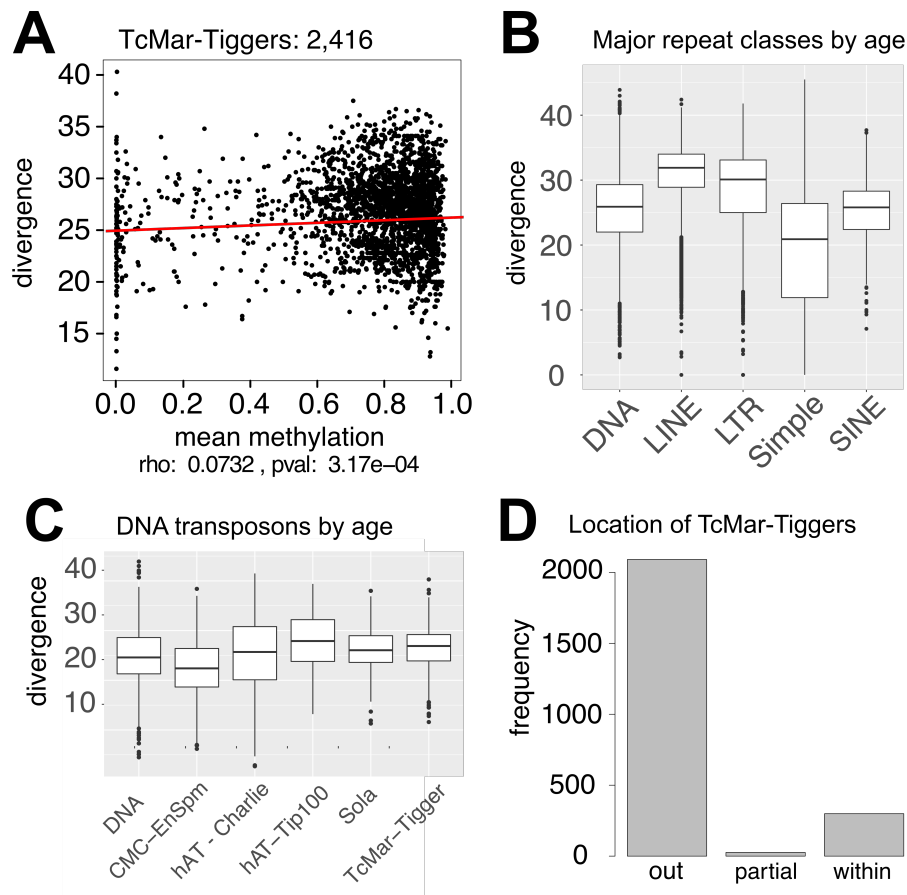 A
TcMar-Tiggers: 2,416
divergence
40
35
30
25
20
15
0.0 0.2 0.4 0.6 0.8 1.0
mean methylation
rho: 0.0732 , pval: 3.17e–04
B
Major repeat classes by age
divergence
40
30
20
10
0
DNA LINE LTR Simple SINE
C
DNA transposons by age
divergence
40
30
20
10
DNA CMC–EnSpm hAT - Charlie hAT–Tip100 Sola TcMar–Tigger
D
Location of TcMar-Tiggers
frequency
2000
1500
1000
500
0
out partial within